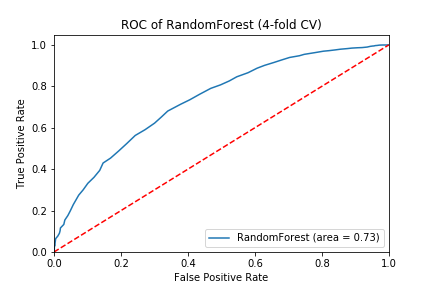 ROC of RandomForest (4-fold CV)
1.0
0.8
0.6
0.4
0.2
0.0
True Positive Rate
RandomForest (area = 0.73)
0.0 0.2 0.4 0.6 0.8 1.0
False Positive Rate